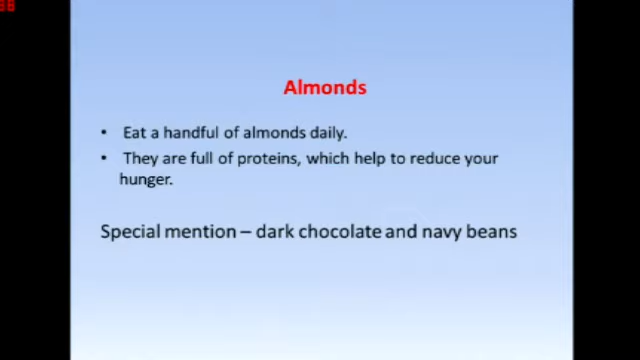 Almonds
• Eat a handful of almonds daily.
• They are full of proteins, which help to reduce your
hunger.
Special mention – dark chocolate and navy beans